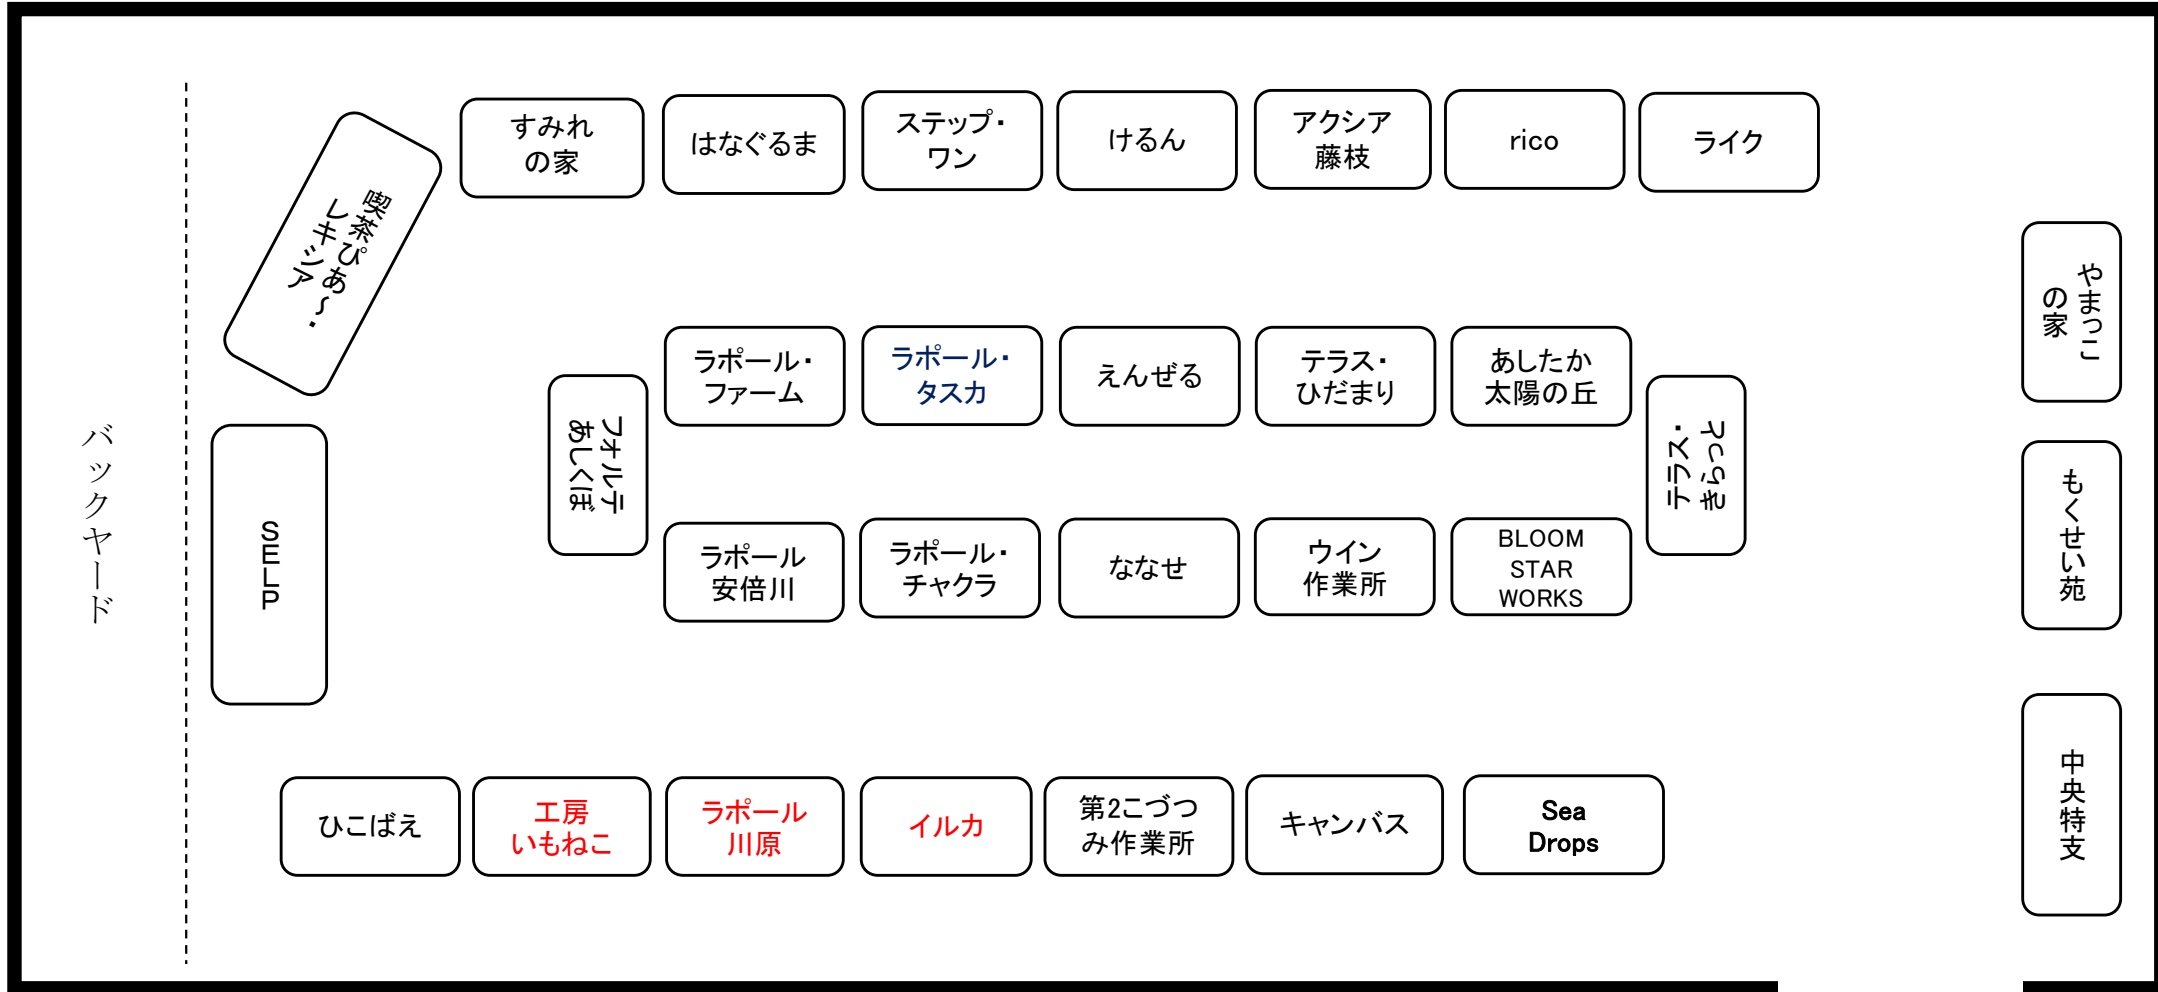 すみれ
の家
はなぐるま
ステップ・
ワン
けるん
アクシア
藤枝
rico
ライク
喫茶ぴあ～・
レキシア
やまっこ
の家
ラポール・
ファーム
ラポール・
タスカ
えんぜる
テラス・
ひだまり
あしたか
太陽の丘
フォルテ
あしくぼ
テラス・
きらっと
バックヤード
SELP
もくせい苑
ラポール
安倍川
ラポール・
チャクラ
ななせ
ウイン
作業所
BLOOM
STAR
WORKS
ひこばえ
工房
いもねこ
ラポール
川原
イルカ
第2こづつ
み作業所
キャンバス
Sea
Drops
中央特支